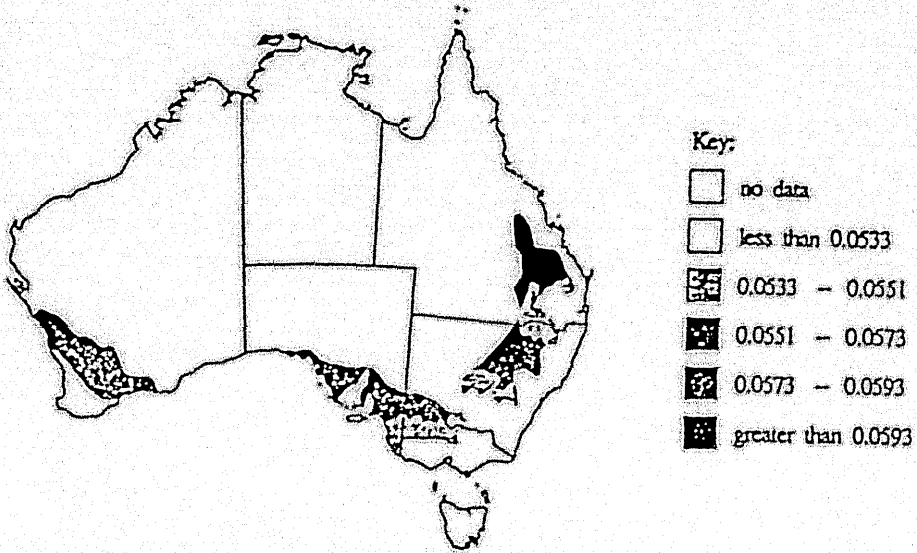 Key:
no data
less than 0.0533
0.0533 - 0.0551
0.0551 - 0.0573
0.0573 - 0.0593
greater than 0.0593